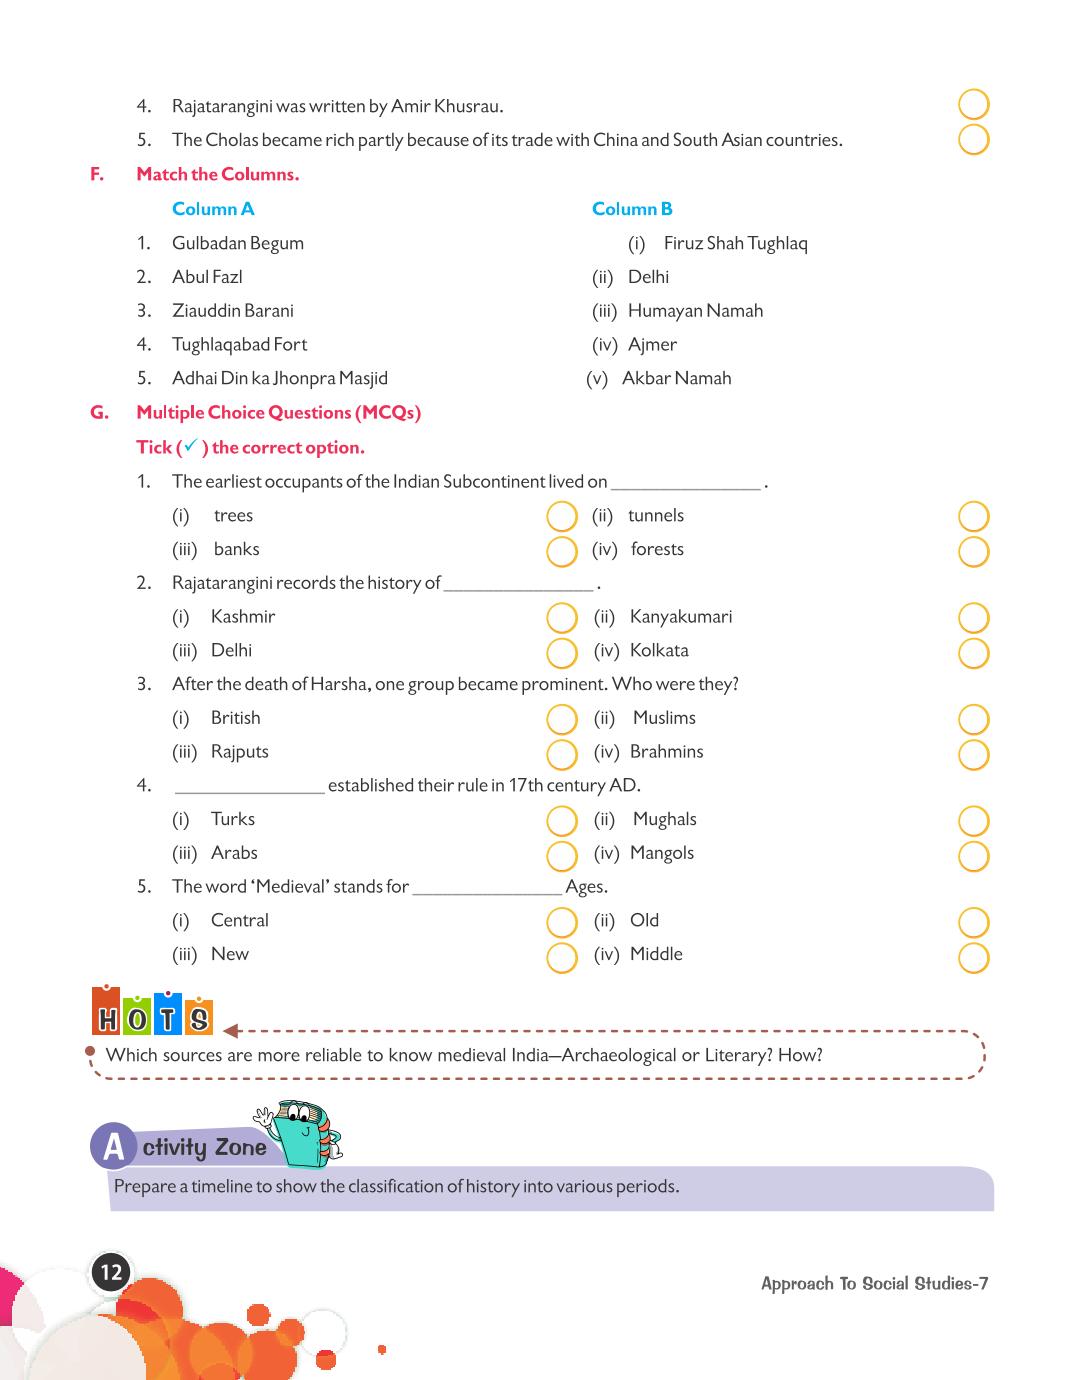 4. Rajatarangini was written by Amir Khusrau.
5. The Cholas became rich partly because of its trade with China and South Asian countries.
F. Match the Columns.
Column A Column B
1. Gulbadan Begum (i) Firuz Shah Tughlaq
2. Abul Fazl (ii) Delhi
3. Ziauddin Barani (iii) Humayan Namah
4. Tughlaqabad Fort (iv) Ajmer
5. Adhai Din ka Jhonpra Masjid (v) Akbar Namah
G. Multiple Choice Questions (MCQs)
Tick (✓) the correct option.
1. The earliest occupants of the Indian Subcontinent lived on _______________ .
(i) trees (ii) tunnels
(iii) banks (iv) forests
2. Rajatarangini records the history of _______________ .
(i) Kashmir (ii) Kanyakumari
(iii) Delhi (iv) Kolkata
3. After the death of Harsha, one group became prominent. Who were they?
(i) British (ii) Muslims
(iii) Rajputs (iv) Brahmins
4. _______________ established their rule in 17th century AD.
(i) Turks (ii) Mughals
(iii) Arabs (iv) Mangols
5. The word ‘Medieval’ stands for _______________ Ages.
(i) Central (ii) Old
(iii) New (iv) Middle
HOTS
Which sources are more reliable to know medieval India—Archaeological or Literary? How?
Activity Zone
Prepare a timeline to show the classification of history into various periods.
12
Approach To Social Studies-7